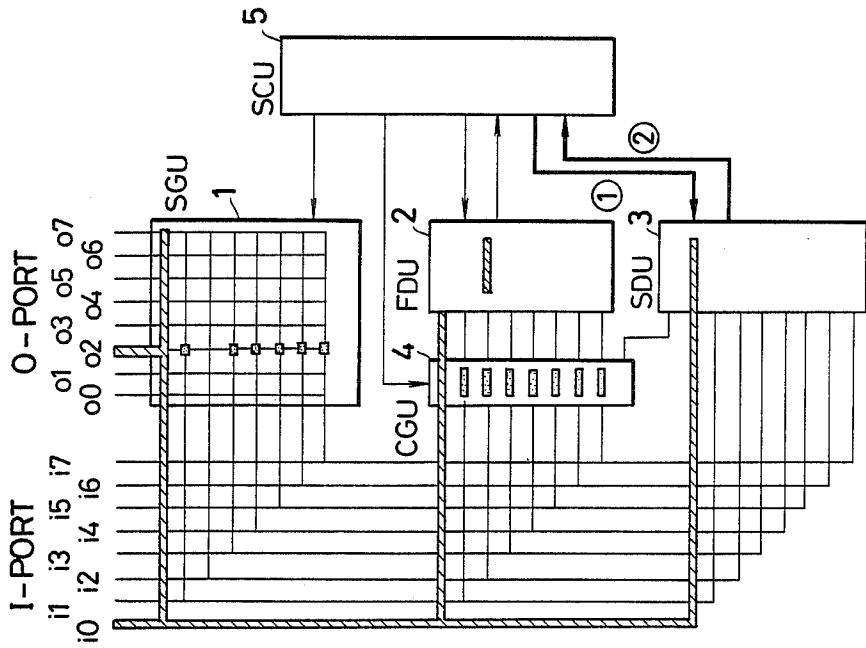 I-PORT
i0 i1 i2 i3 i4 i5 i6 i7
O-PORT
o0 o1 o2 o3 o4 o5 o6 o7
SGU
1
SCU
5
CGU
4
FDU
2
①
②
SDU
3